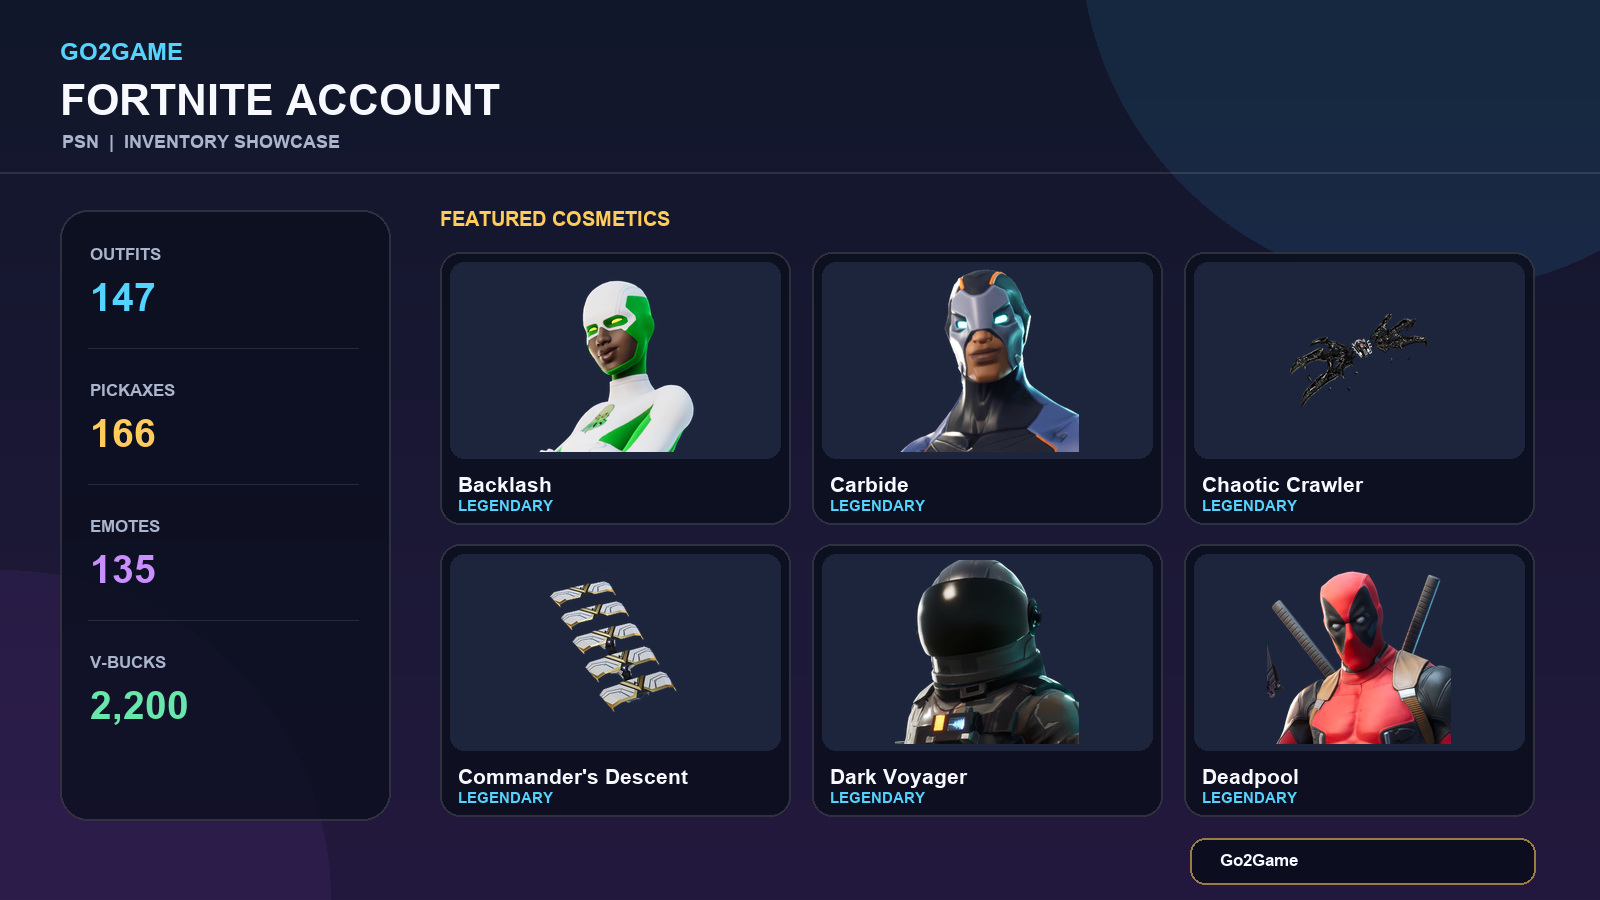 GO2GAME
FORTNITE ACCOUNT
PSN | INVENTORY SHOWCASE
OUTFITS
147
PICKAXES
166
EMOTES
135
V-BUCKS
2,200
FEATURED COSMETICS
Backlash
LEGENDARY
Carbide
LEGENDARY
Chaotic Crawler
LEGENDARY
Commander's Descent
LEGENDARY
Dark Voyager
LEGENDARY
Deadpool
LEGENDARY
Go2Game